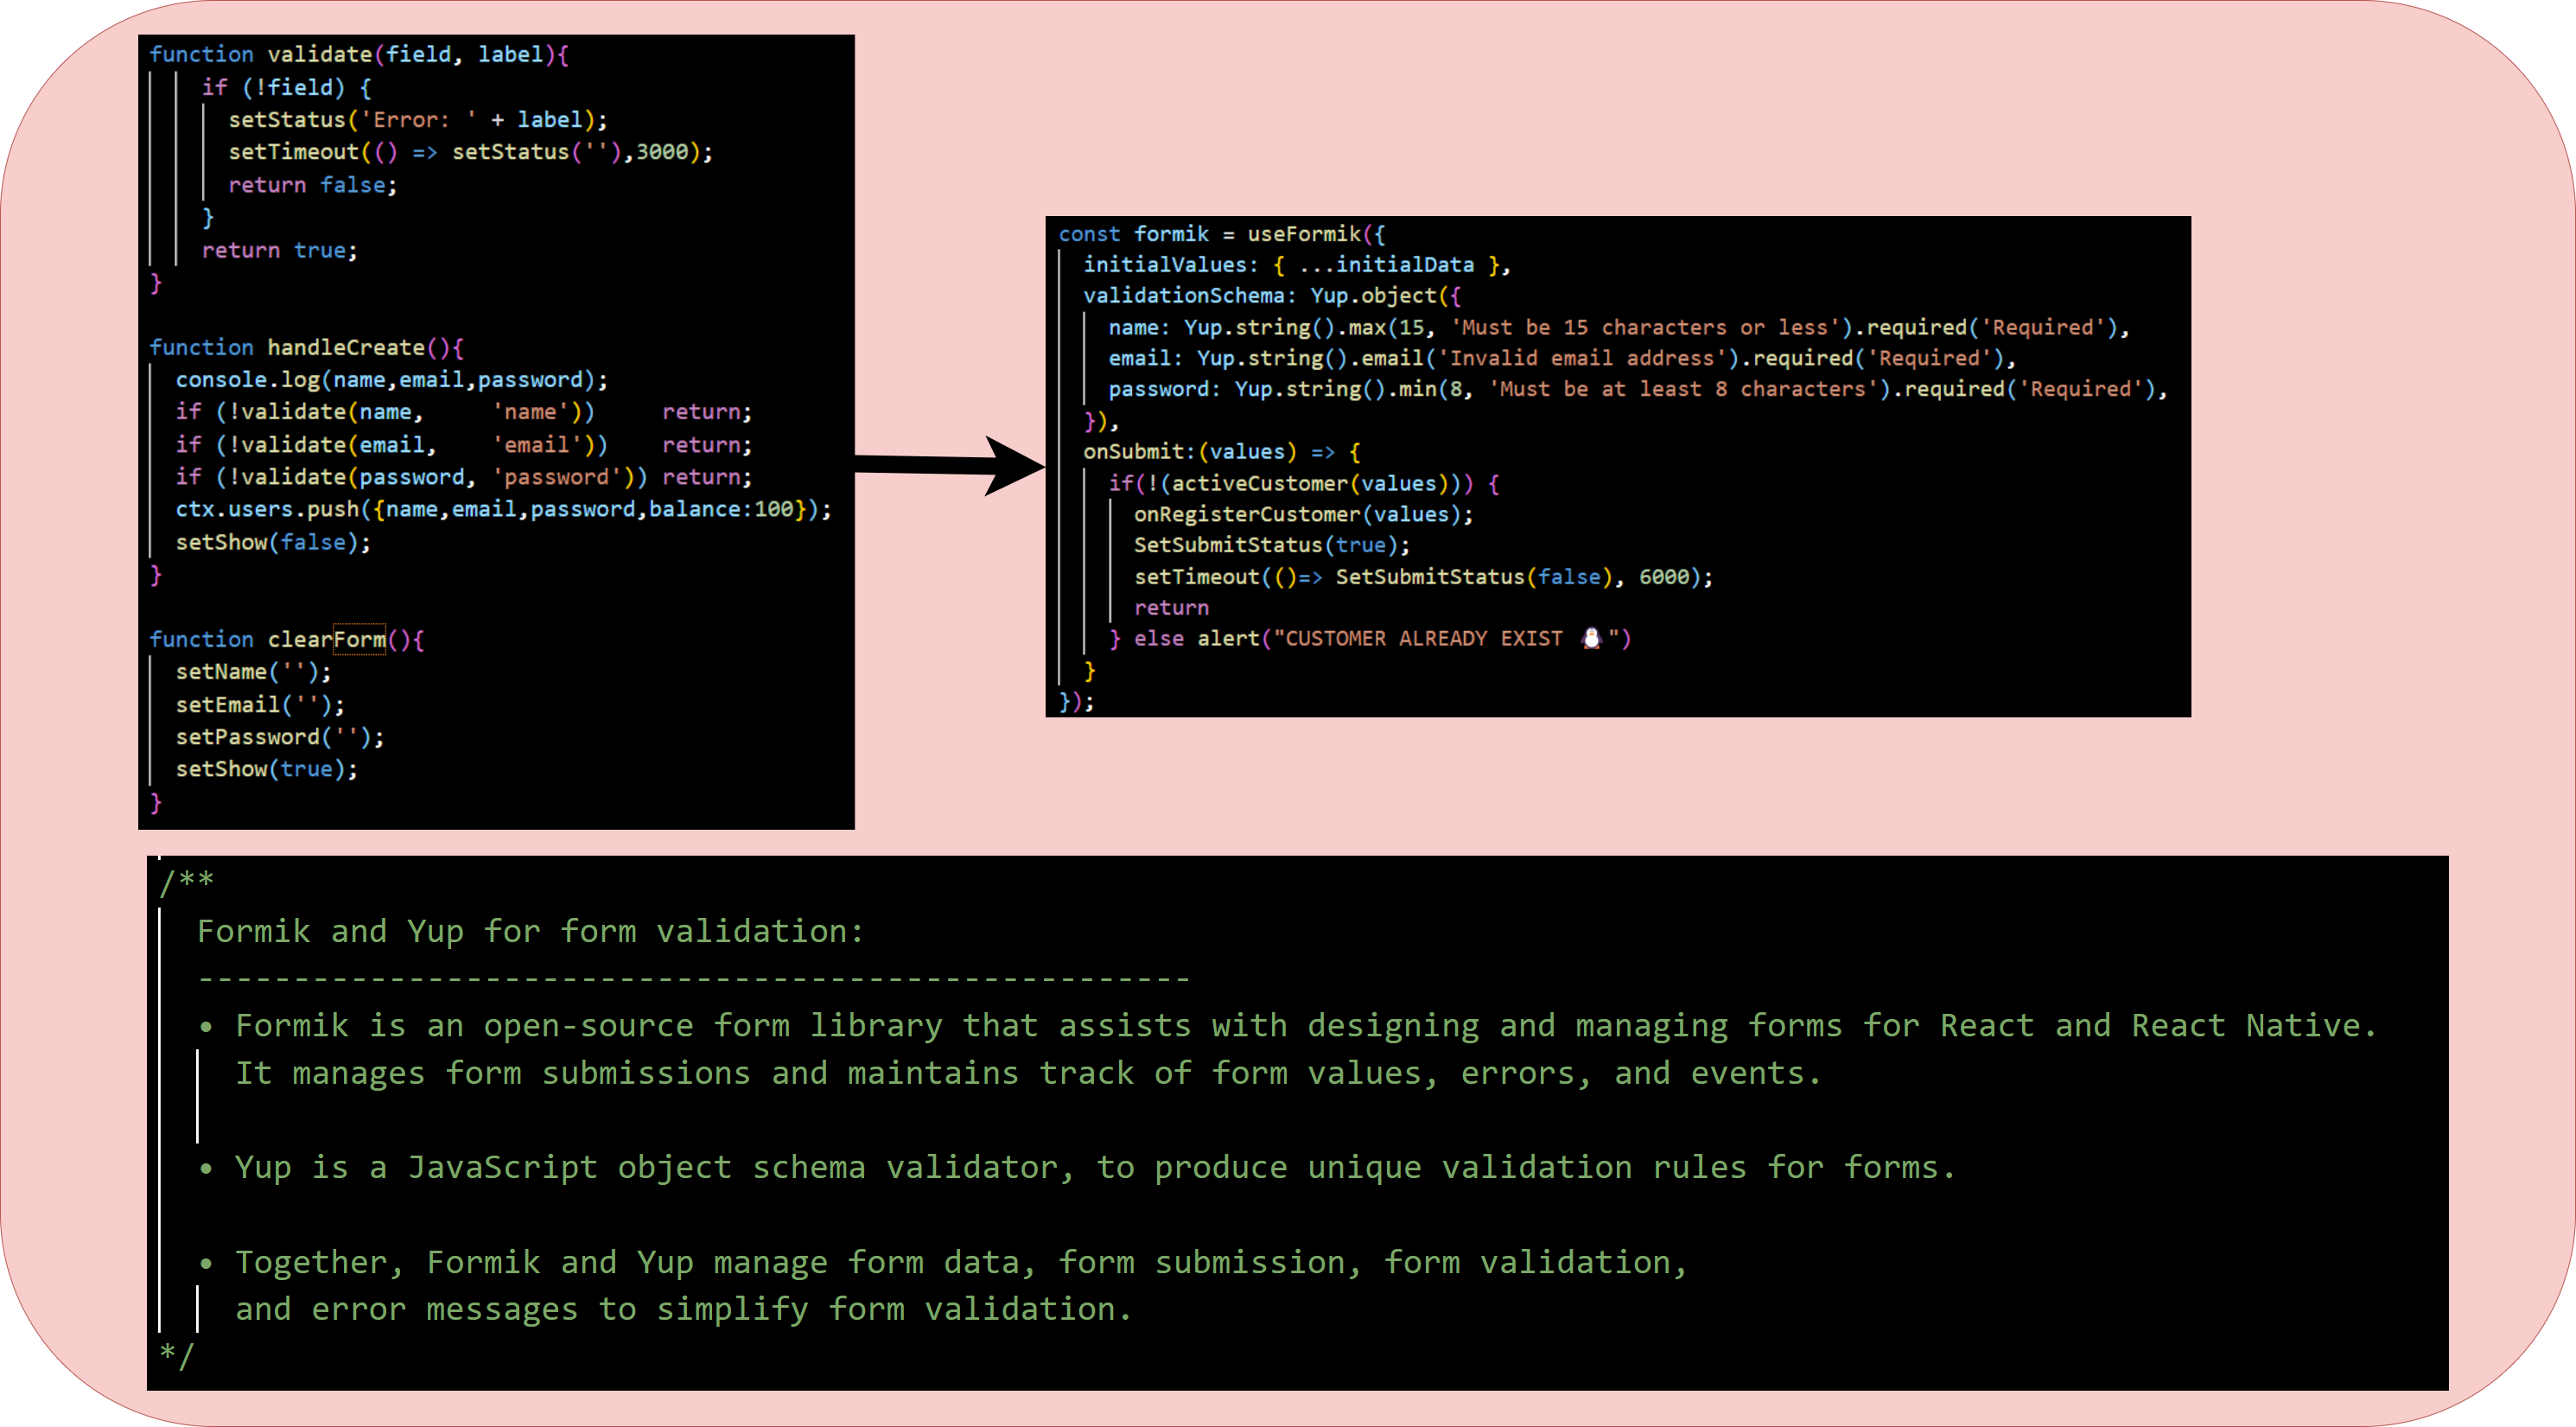 function validate(field, label){
if (!field) {
setStatus('Error: ' + label);
setTimeout(() => setStatus(''),3000);
return false;
}
return true;
}
function handleCreate(){
console.log(name,email,password);
if (!validate(name,     'name'))     return;
if (!validate(email,    'email'))    return;
if (!validate(password, 'password')) return;
ctx.users.push({name,email,password,balance:100});
setShow(false);
}
function clearForm(){
setName('');
setEmail('');
setPassword('');
setShow(true);
}
const formik = useFormik({
initialValues: { ...initialData },
validationSchema: Yup.object({
name: Yup.string().max(15, 'Must be 15 characters or less').required('Required'),
email: Yup.string().email('Invalid email address').required('Required'),
password: Yup.string().min(8, 'Must be at least 8 characters').required('Required'),
}),
onSubmit:(values) => {
if(!(activeCustomer(values))) {
onRegisterCustomer(values);
SetSubmitStatus(true);
setTimeout(()=> SetSubmitStatus(false), 6000);
return
} else alert("CUSTOMER ALREADY EXIST 🐧")
}
});
/**
Formik and Yup for form validation:
----------------------------------------------------
• Formik is an open-source form library that assists with designing and managing forms for React and React Native.
It manages form submissions and maintains track of form values, errors, and events.
• Yup is a JavaScript object schema validator, to produce unique validation rules for forms.
• Together, Formik and Yup manage form data, form submission, form validation,
and error messages to simplify form validation.
*/